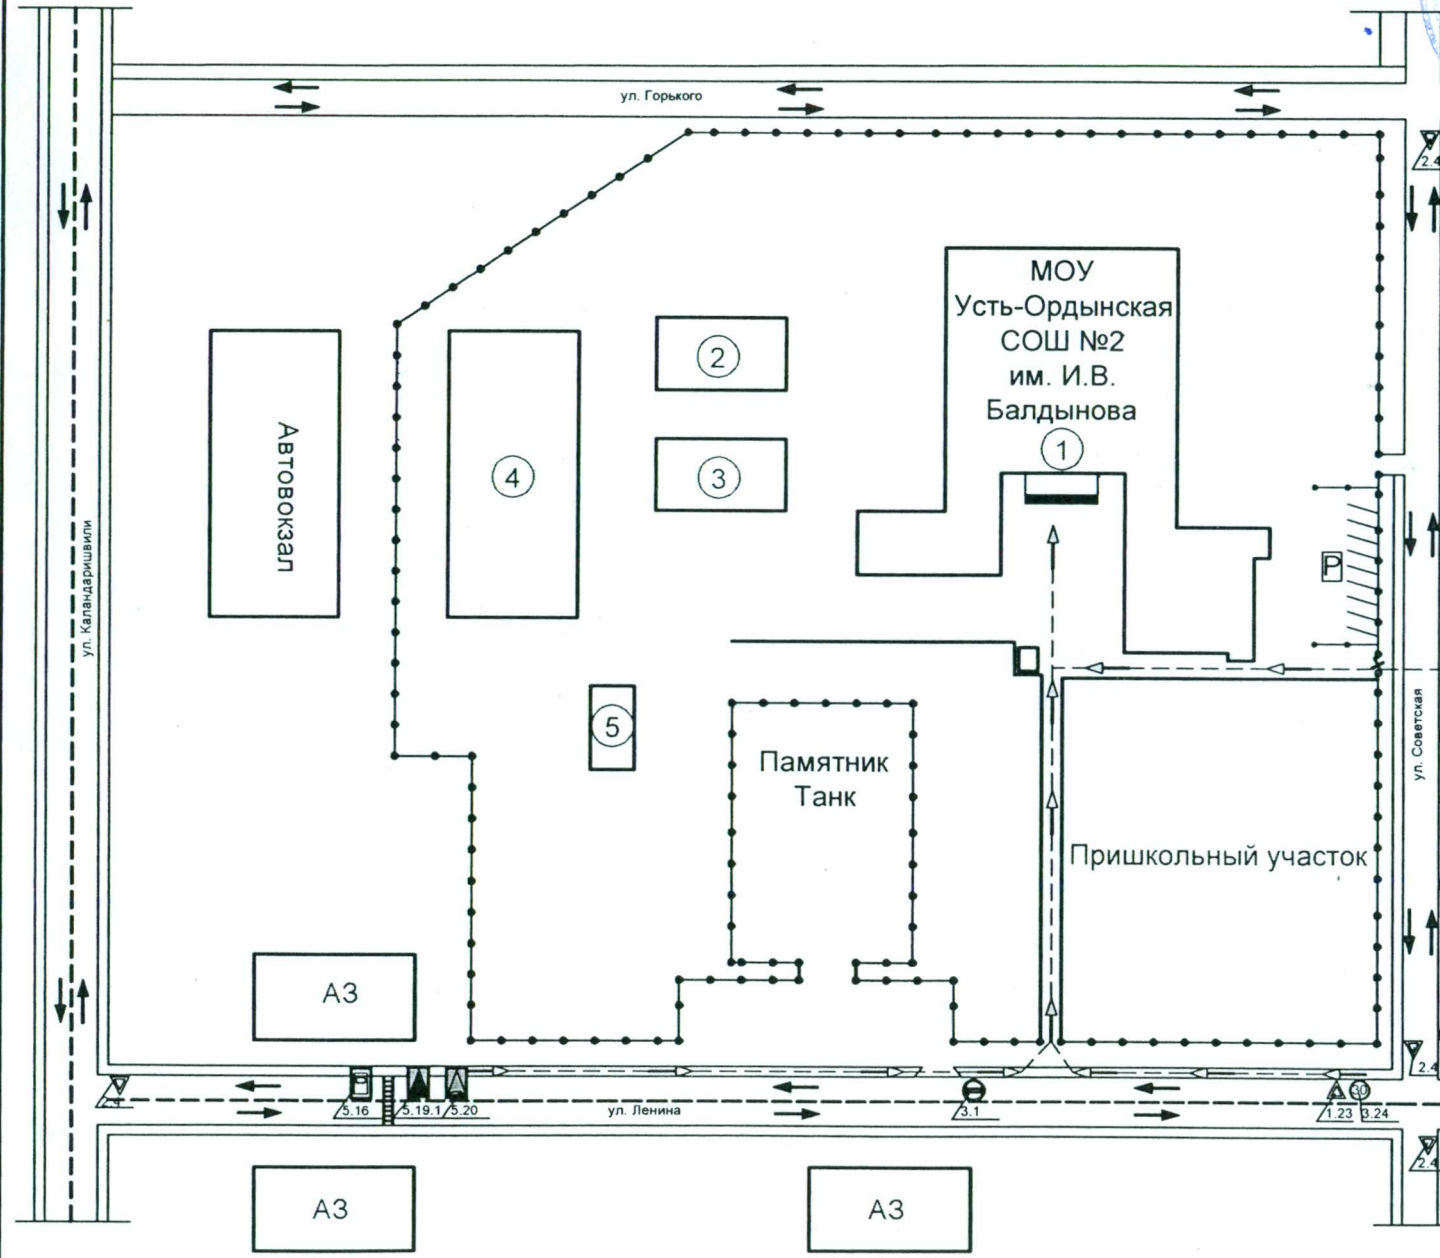 ул. Горького
2.4
МОУ
Усть-Ордынская
СОШ №2
им. И.В.
Балдынова
1
2
3
4
Автовокзал
ул. Каландаришвили
P
5
Памятник
Танк
ул. Советская
Пришкольный участок
АЗ
2.4
2.4
5.16
5.19.1
5.20
ул. Ленина
3.1
30
1.23
3.24
2.4
АЗ
АЗ